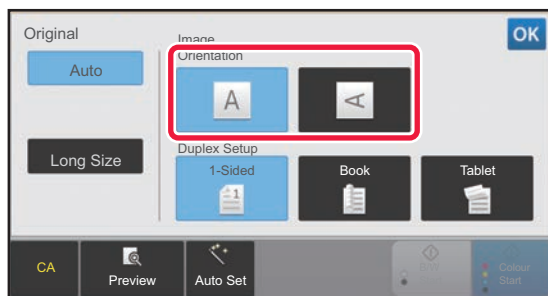 Original
Image
Orientation
OK
Auto
A
A
Long Size
Duplex Setup
1-Sided
1
Book
Tablet
CA
Preview
Auto Set
B/W
Start
Colour
Start